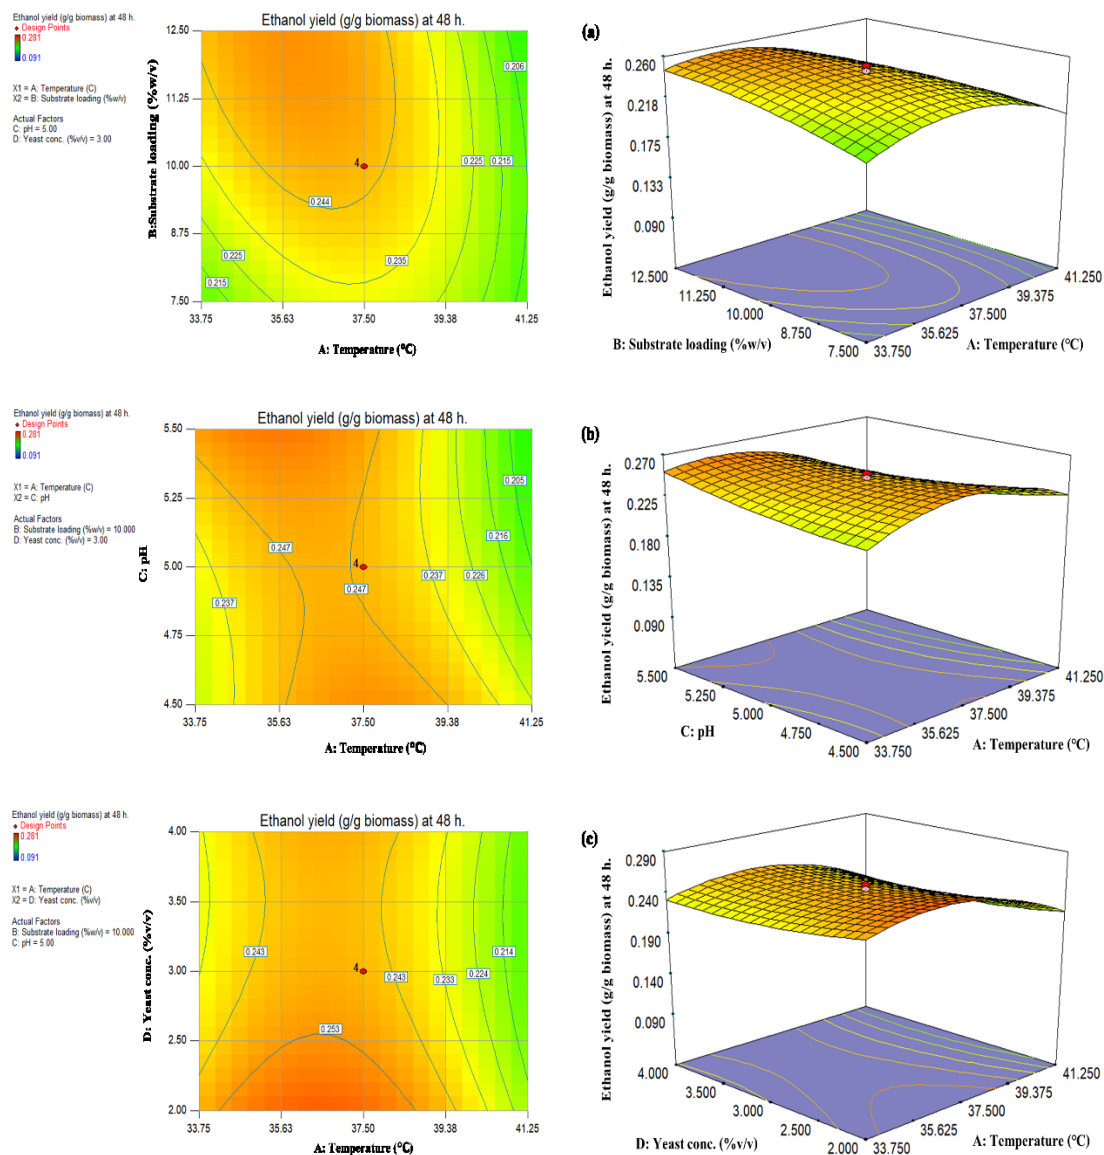 Ethanol yield (g/g biomass) at 48 h.
Design Points
0.281
0.091
X1 = A: Temperature (C)
X2 = B: Substrate loading (%w/v)
Actual Factors
C: pH = 5.00
D: Yeast conc. (%v/v) = 3.00
Ethanol yield (g/g biomass) at 48 h.
B:Substrate loading (%w/v)
12.50
11.25
10.00
8.75
7.50
33.75 35.63 37.50 39.38 41.25
A: Temperature (°C)
0.206
0.225
0.215
4
0.244
0.235
0.225
0.215
(a)
Ethanol yield (g/g biomass) at 48 h.
0.260
0.218
0.175
0.133
0.090
12.500
11.250
10.000
8.750
7.500
33.750
35.625
37.500
39.375
41.250
B: Substrate loading (%w/v)
A: Temperature (°C)
Ethanol yield (g/g biomass) at 48 h.
Design Points
0.281
0.091
X1 = A: Temperature (C)
X2 = C: pH
Actual Factors
B: Substrate loading (%w/v) = 10.000
D: Yeast conc. (%v/v) = 3.00
Ethanol yield (g/g biomass) at 48 h.
C: pH
5.50
5.25
5.00
4.75
4.50
33.75 35.63 37.50 39.38 41.25
A: Temperature (°C)
0.205
0.216
0.247
4
0.247
0.237
0.226
0.237
(b)
Ethanol yield (g/g biomass) at 48 h.
0.270
0.225
0.180
0.135
0.090
5.500
5.250
5.000
4.750
4.500
33.750
35.625
37.500
39.375
41.250
C: pH
A: Temperature (°C)
Ethanol yield (g/g biomass) at 48 h.
Design Points
0.281
0.091
X1 = A: Temperature (C)
X2 = D: Yeast conc. (%v/v)
Actual Factors
B: Substrate loading (%w/v) = 10.000
C: pH = 5.00
Ethanol yield (g/g biomass) at 48 h.
D: Yeast conc. (%v/v)
4.00
3.50
3.00
2.50
2.00
33.75 35.63 37.50 39.38 41.25
A: Temperature (°C)
0.214
0.243
4
0.243
0.233
0.224
0.253
(c)
Ethanol yield (g/g biomass) at 48 h.
0.290
0.240
0.190
0.140
0.090
4.000
3.500
3.000
2.500
2.000
33.750
35.625
37.500
39.375
41.250
D: Yeast conc. (%v/v)
A: Temperature (°C)